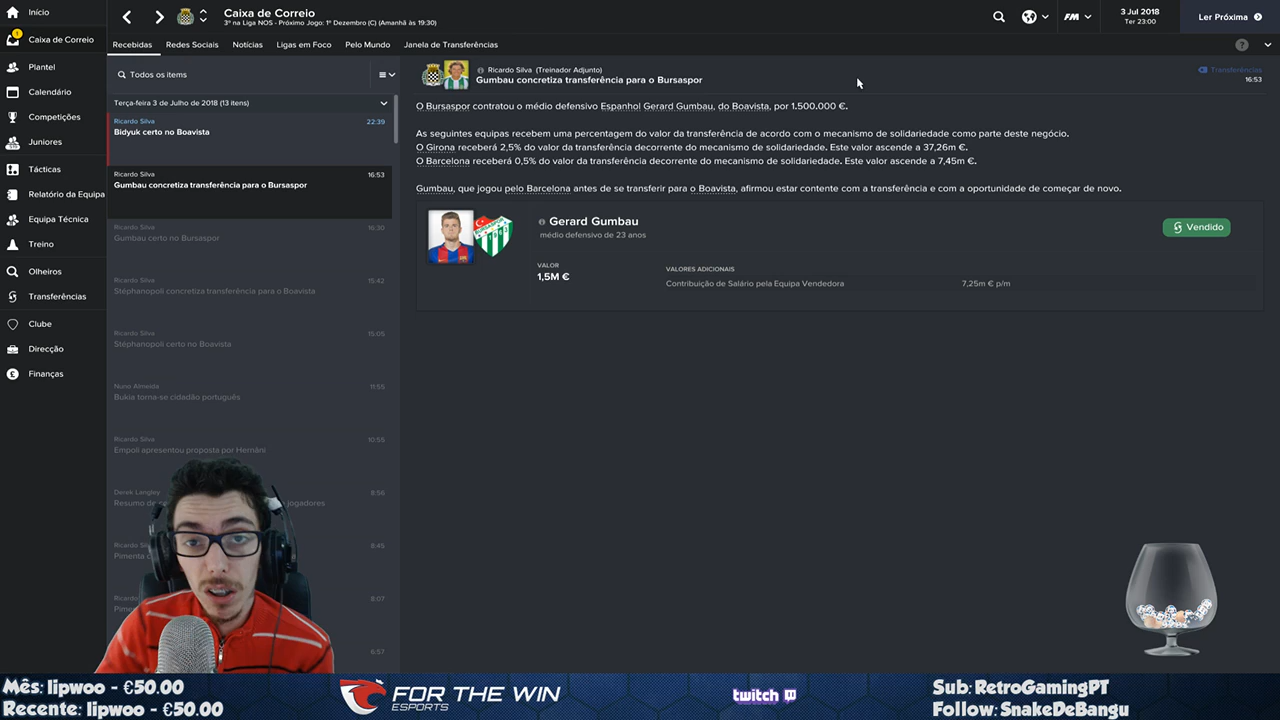 Início
Caixa de Correio
3º na Liga NOS - Próximo Jogo: 1º Dezembro (C) (Amanhã às 19:30)
FM
3 Jul 2018
Ter 23:00
Ler Próxima
1
Caixa de Correio
Plantel
Calendário
Competições
Juniores
Tácticas
Relatório da Equipa
Equipa Técnica
Treino
Olheiros
Transferências
Clube
Direcção
Finanças
Recebidas Redes Sociais Notícias Ligas em Foco Pelo Mundo Janela de Transferências
?
Todos os items
Terça-feira 3 de Julho de 2018 (13 itens)
Ricardo Silva 22:39
Bidyuk certo no Boavista
Ricardo Silva 16:53
Gumbau concretiza transferência para o Bursaspor
Ricardo Silva 16:30
Gumbau certo no Boavista
Ricardo Silva 15:42
Stéphanopoli concretiza transferência para o Boavista
Ricardo Silva 15:05
Stéphanopoli certo no Boavista
Nuno Almeida 11:55
Bukia torna-se cidadão português
Ricardo Silva 10:55
Empoli apresentou proposta por Hernâni
Derek Langley 8:56
Resumo de jogadores
Ricardo 8:45
Pimenta
Ricardo 8:07
6:57
Ricardo Silva (Treinador Adjunto)
Gumbau concretiza transferência para o Bursaspor
Transferências
16:53
O Bursaspor contratou o médio defensivo Espanhol Gerard Gumbau, do Boavista, por 1.500.000 €.
As seguintes equipas recebem uma percentagem do valor da transferência de acordo com o mecanismo de solidariedade como parte deste negócio.
O Girona receberá 2,5% do valor da transferência decorrente do mecanismo de solidariedade. Este valor ascende a 37,26m €.
O Barcelona receberá 0,5% do valor da transferência decorrente do mecanismo de solidariedade. Este valor ascende a 7,45m €.
Gumbau, que jogou pelo Barcelona antes de se transferir para o Boavista, afirmou estar contente com a transferência e com a oportunidade de começar de novo.
Gerard Gumbau
médio defensivo de 23 anos
Vendido
VALOR
1,5M €
VALORES ADICIONAIS
Contribuição de Salário pela Equipa Vendedora 7,25m € p/m
Mês: lipwoo - €50.00
Recente: lipwoo - €50.00
FOR THE WIN
ESPORTS
twitch
Sub: RetroGamingPT
Follow: SnakeDeBangu